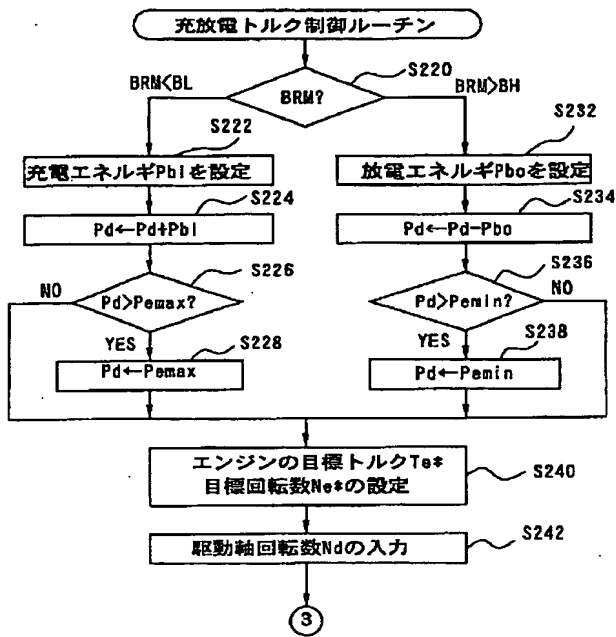 充放電トルク制御ルーチン
S220
BRM<BL
BRM?
BRM>BH
S222
充電エネルギPbiを設定
S232
放電エネルギPboを設定
S224
Pd←Pd+Pbi
S234
Pd←Pd-Pbo
S226
NO
Pd>Pemax?
S236
Pd>Pemin?
NO
YES
S228
Pd←Pemax
YES
S238
Pd←Pemin
エンジンの目標トルクTe*
目標回転数Ne*の設定
S240
駆動軸回転数Ndの入力
S242
3